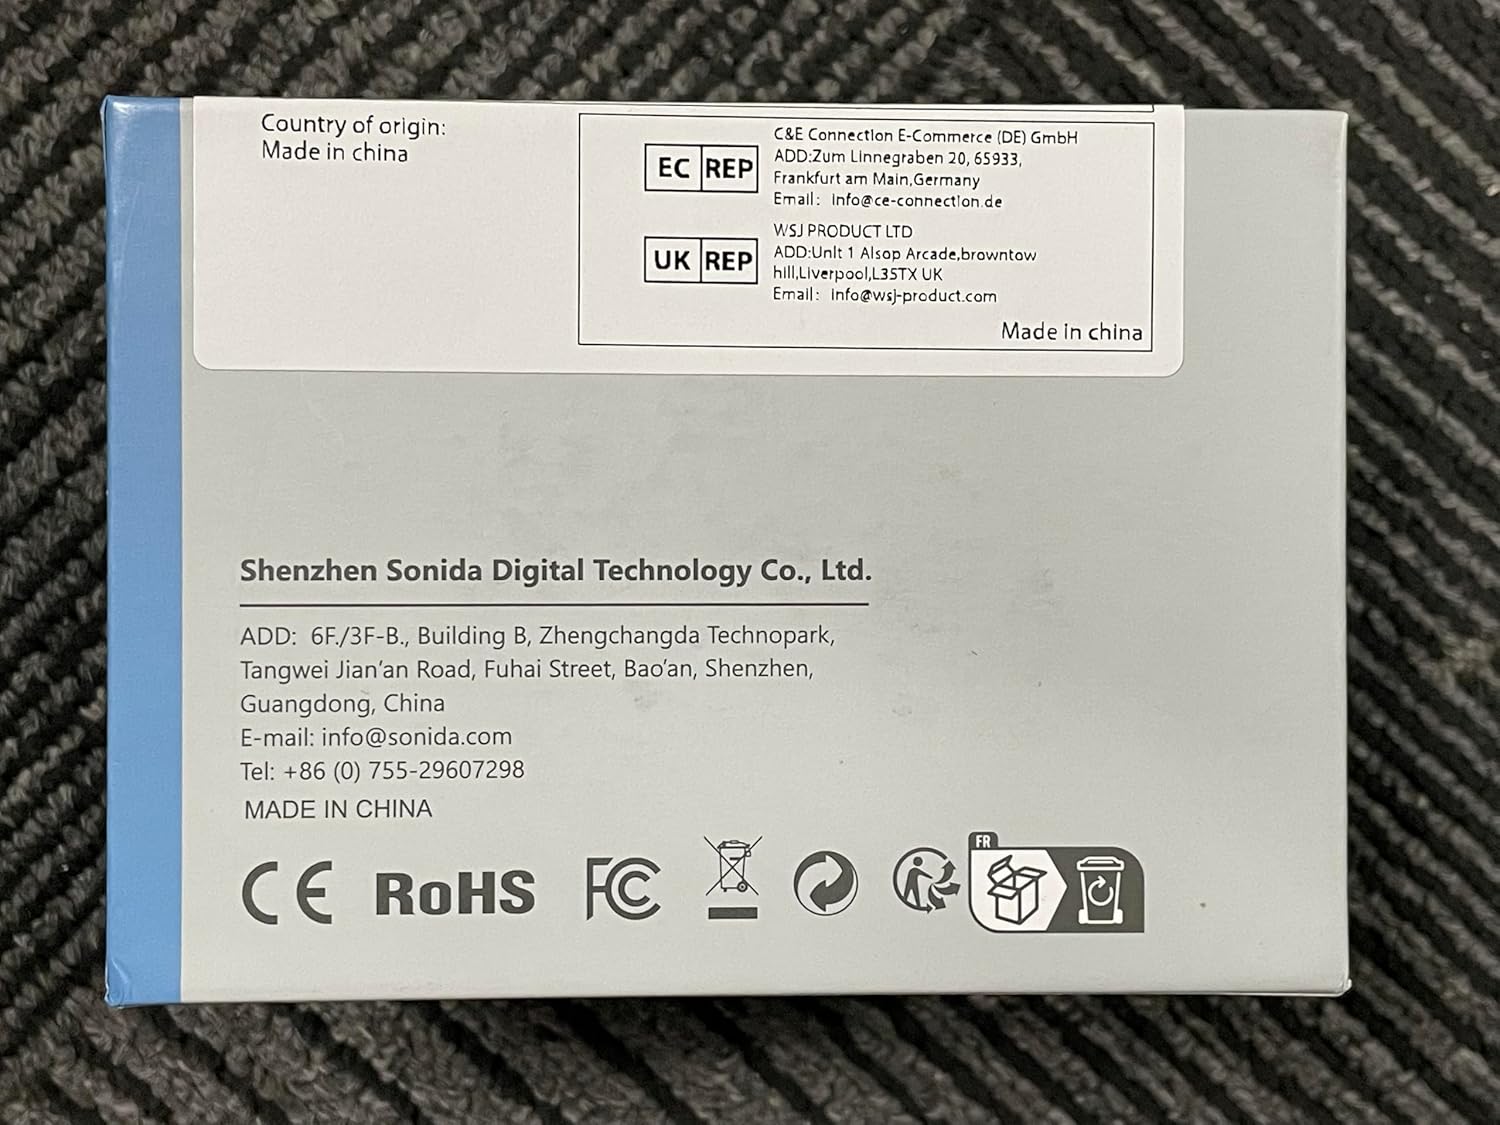 Country of origin:
Made in china
EC REP
C&E Connection E-Commerce (DE) GmbH
ADD:Zum Linnegraben 20, 65933,
Frankfurt am Main,Germany
Email: info@ce-connection.de
UK REP
WSJ PRODUCT LTD
ADD:Unit 1 Alsop Arcade,browntow
hill,Liverpool,L35TX UK
Email: info@wsj-product.com
Made in china
Shenzhen Sonida Digital Technology Co., Ltd.
ADD: 6F./3F-B., Building B, Zhengchangda Technopark,
Tangwei Jian’an Road, Fuhai Street, Bao’an, Shenzhen,
Guangdong, China
E-mail: info@sonida.com
Tel: +86 (0) 755-29607298
MADE IN CHINA
CE RoHS FC FR